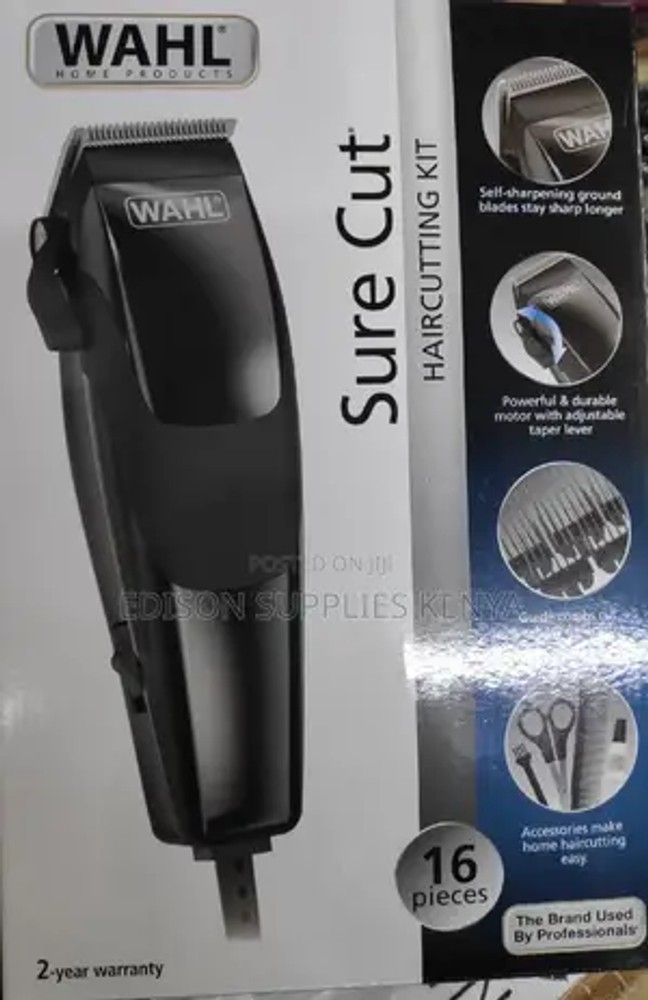 WAHL®
HOME PRODUCTS
WAHL®
Sure Cut
HAIRCUTTING KIT
WAH
Self-sharpening ground
blades stay sharp longer
WAHL
Powerful & durable
motor with adjustable
taper lever
POSTED ON JIJI
EDISON SUPPLIES KENYA
Accessories make
home haircutting
easy.
16
pieces
The Brand Used
By Professionals
2-year warranty